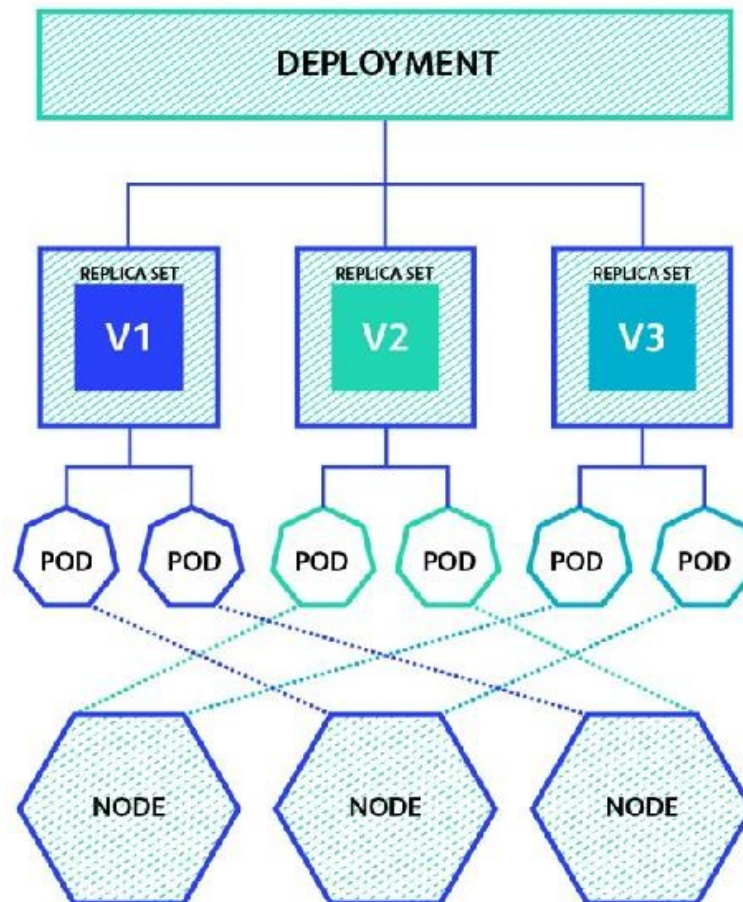 DEPLOYMENT
REPLICA SET
V1
REPLICA SET
V2
REPLICA SET
V3
POD
POD
POD
POD
POD
POD
NODE
NODE
NODE